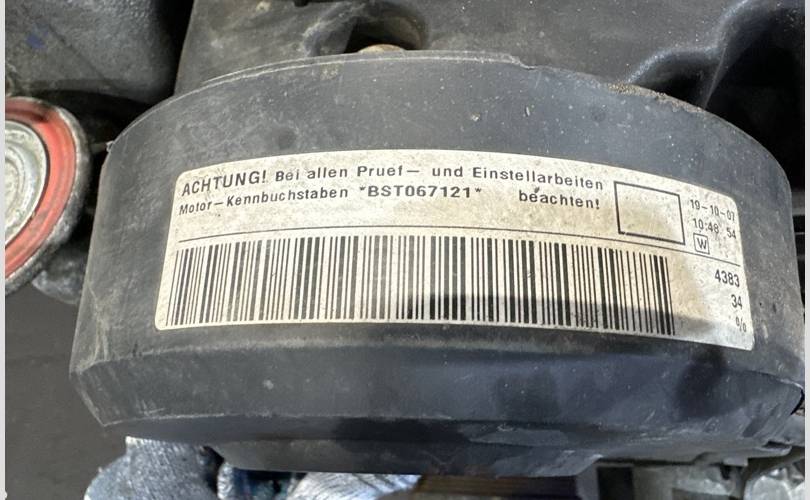 ACHTUNG! Bei allen Pruef— und Einstellarbeiten
Motor—Kennbuchstaben *BST067121* beachten!
19-10-07
10:48 54
W
4383
34
%